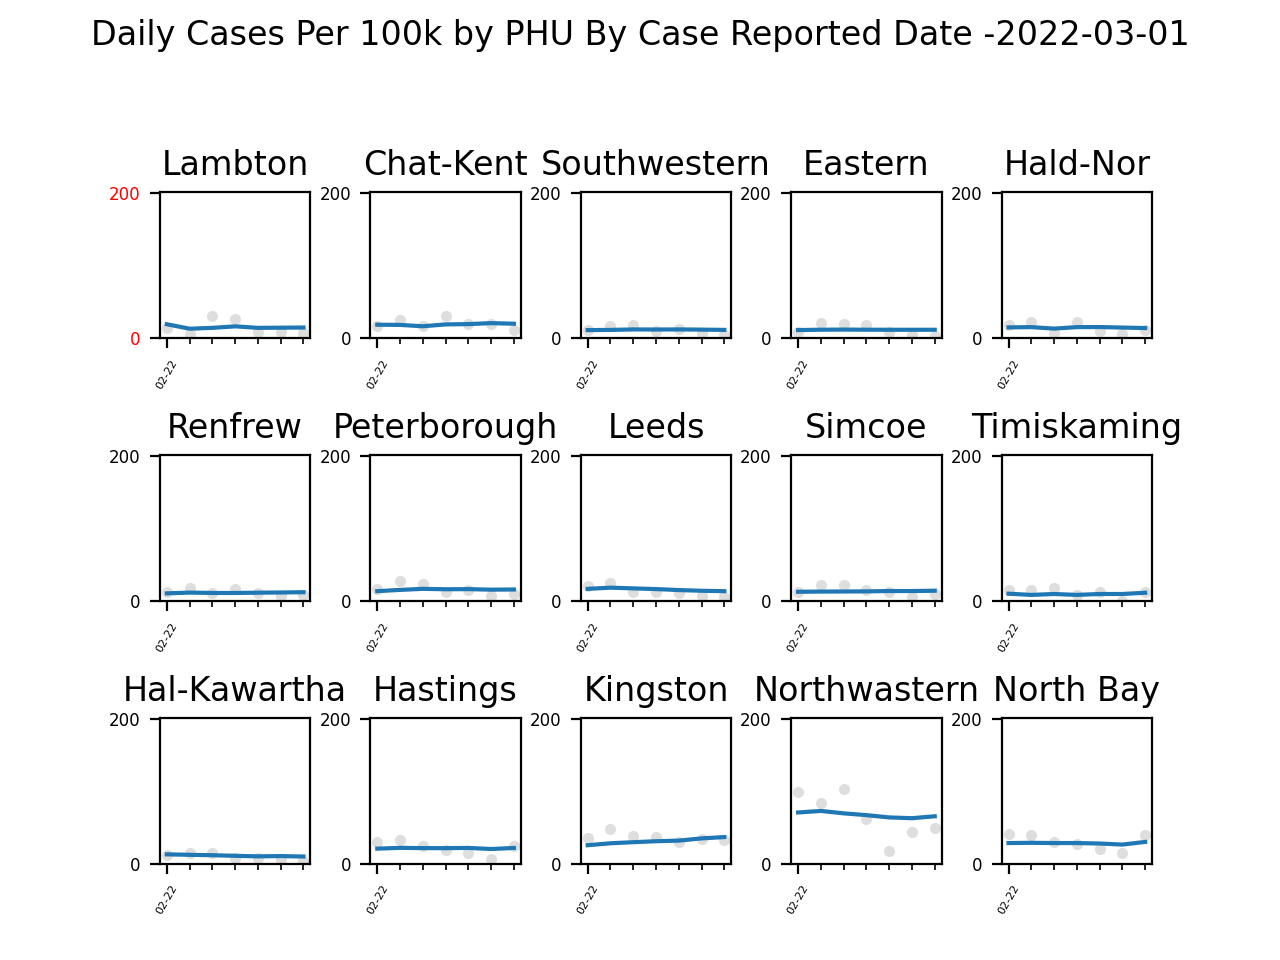 Daily Cases Per 100k by PHU By Case Reported Date -2022-03-01
Lambton Chat-Kent Southwestern Eastern Hald-Nor
200 200 200 200 200
0 0 0 0 0
02-22 02-22 02-22 02-22 02-22
Renfrew Peterborough Leeds Simcoe Timiskaming
200 200 200 200 200
0 0 0 0 0
02-22 02-22 02-22 02-22 02-22
Hal-Kawartha Hastings Kingston Northwastern North Bay
200 200 200 200 200
0 0 0 0 0
02-22 02-22 02-22 02-22 02-22